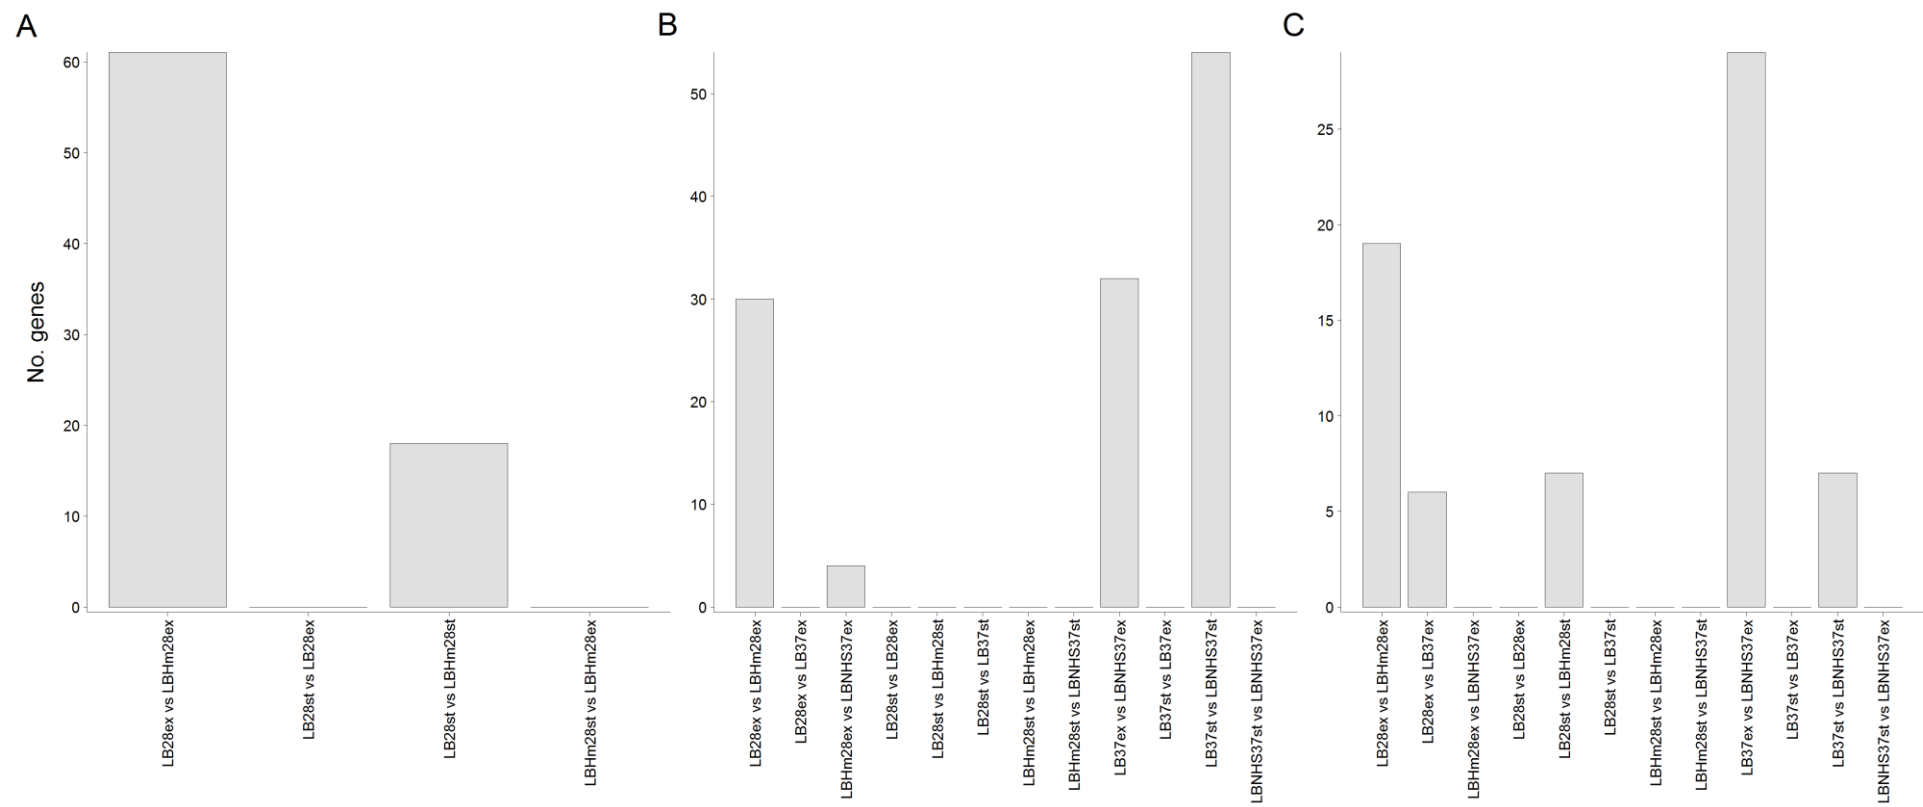 A
No. genes
60
50
40
30
20
10
0
LB28ex vs LBHm28ex
LB28st vs LB28ex
LB28st vs LBHm28st
LBHm28st vs LBHm28ex
B
50
40
30
20
10
0
LB28ex vs LBHm28ex
LB28ex vs LB37ex
LBHm28ex vs LBNHS37ex
LB28st vs LB28ex
LB28st vs LBHm28st
LB28st vs LB37st
LBHm28st vs LBHm28ex
LBHm28st vs LBNHS37st
LB37ex vs LBNHS37ex
LB37st vs LB37ex
LB37st vs LBNHS37st
LBNHS37st vs LBNHS37ex
C
25
20
15
10
5
0
LB28ex vs LBHm28ex
LB28ex vs LB37ex
LBHm28ex vs LBNHS37ex
LB28st vs LB28ex
LB28st vs LBHm28st
LB28st vs LB37st
LBHm28st vs LBHm28ex
LBHm28st vs LBNHS37st
LB37ex vs LBNHS37ex
LB37st vs LB37ex
LB37st vs LBNHS37st
LBNHS37st vs LBNHS37ex